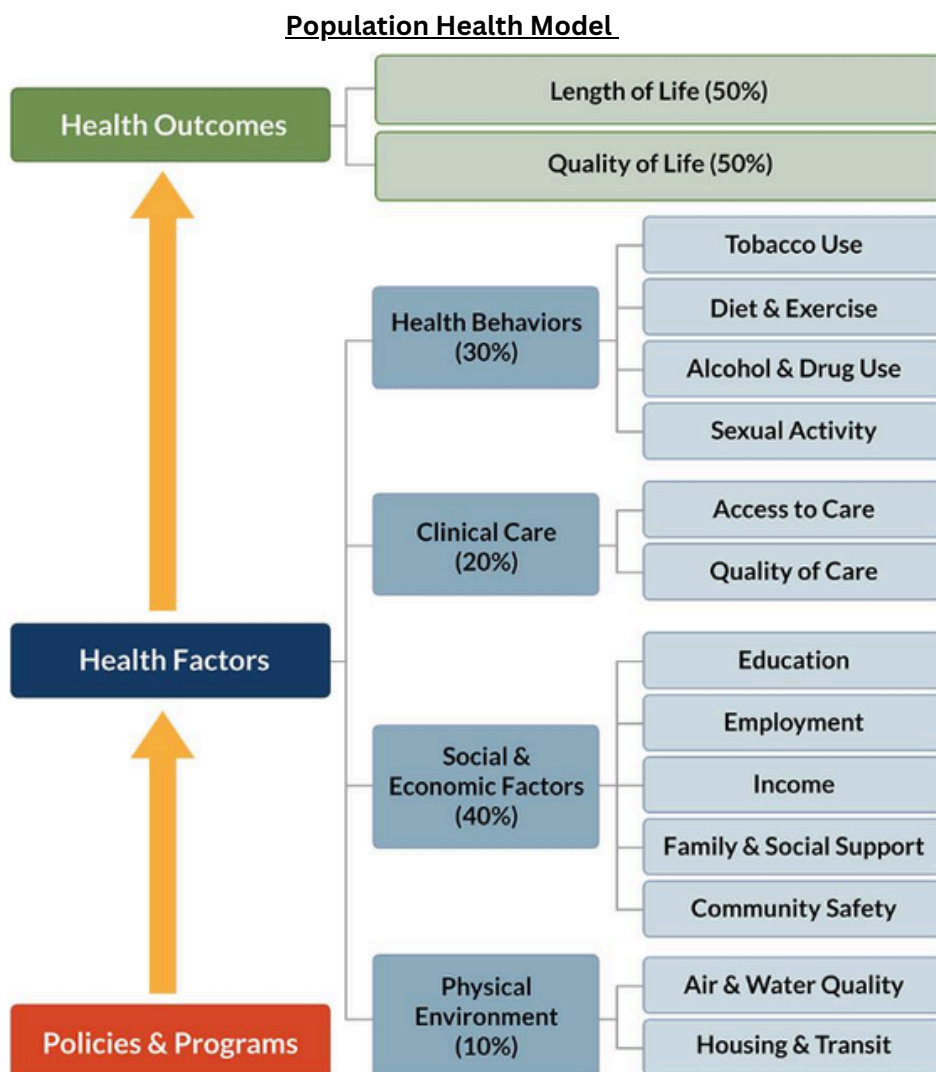 Population Health Model
Health Outcomes
Length of Life (50%)
Quality of Life (50%)
Health Behaviors
(30%)
Tobacco Use
Diet & Exercise
Alcohol & Drug Use
Sexual Activity
Clinical Care
(20%)
Access to Care
Quality of Care
Health Factors
Social &
Economic Factors
(40%)
Education
Employment
Income
Family & Social Support
Community Safety
Physical
Environment
(10%)
Air & Water Quality
Housing & Transit
Policies & Programs